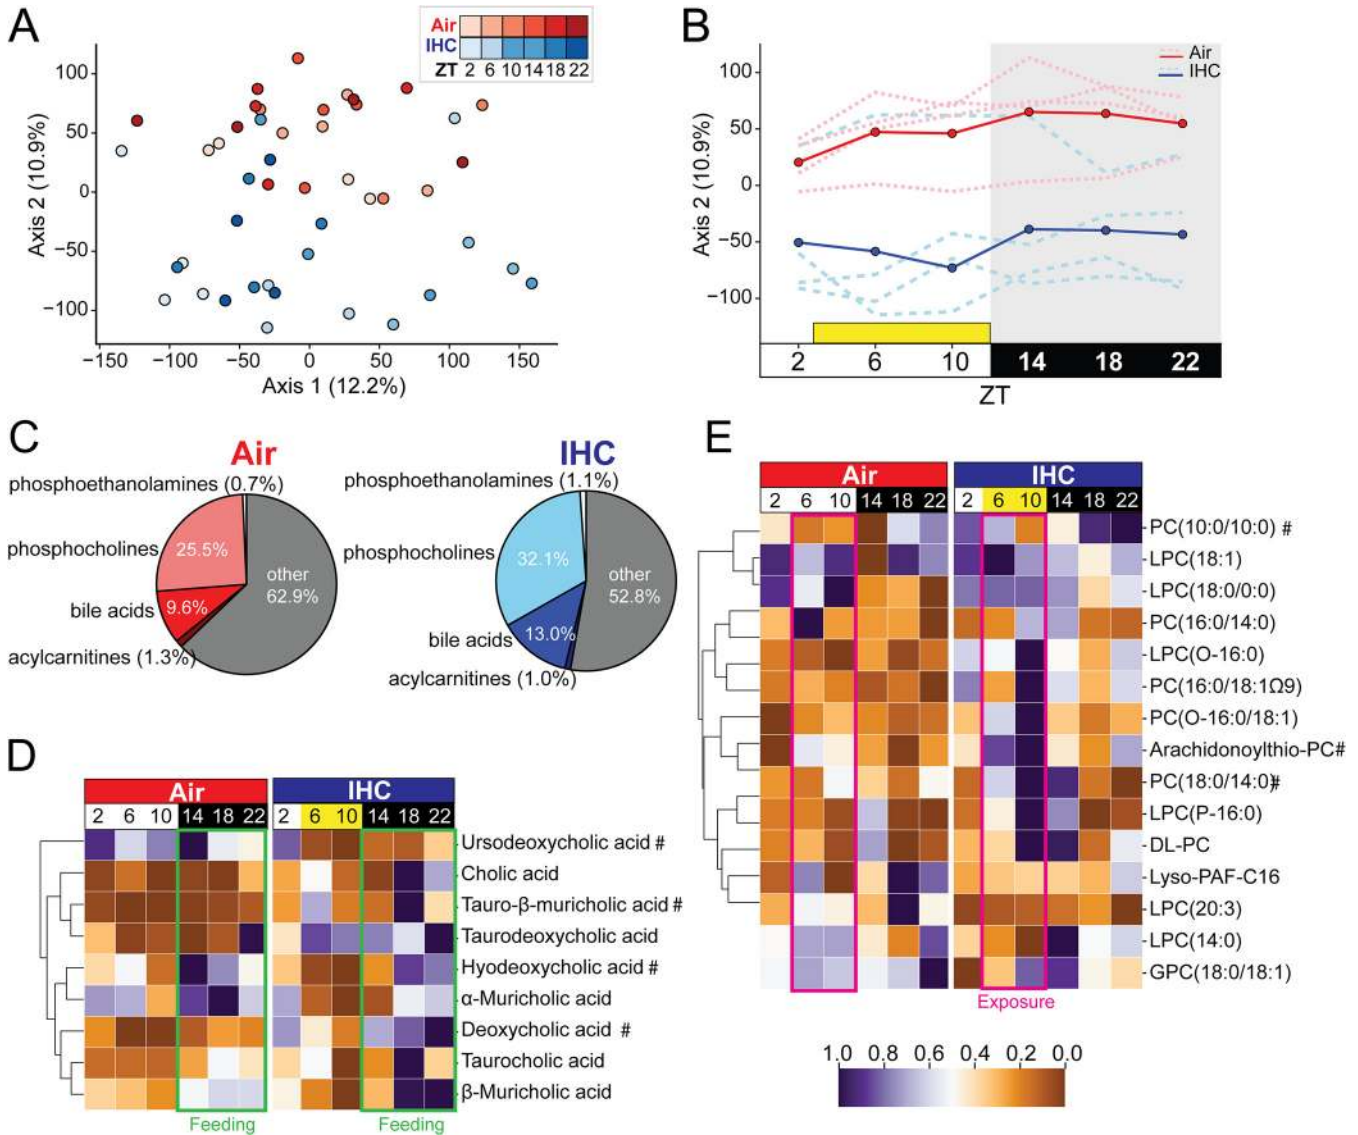 A
Air
IHC
ZT 2 6 10 14 18 22
Axis 2 (10.9%)
100
50
0
−50
−100
−150 −100 −50 0 50 100 150
Axis 1 (12.2%)
B
Air
IHC
Axis 2 (10.9%)
100
50
0
−50
−100
2 6 10 14 18 22
ZT
C
Air
phosphoethanolamines (0.7%)
phosphocholines
25.5%
other
62.9%
bile acids
9.6%
acylcarnitines (1.3%)
IHC
phosphoethanolamines (1.1%)
phosphocholines
32.1%
other
52.8%
bile acids
13.0%
acylcarnitines (1.0%)
D
Air IHC
2 6 10 14 18 22 2 6 10 14 18 22
Ursodeoxycholic acid #
Cholic acid
Tauro-β-muricholic acid #
Taurodeoxycholic acid
Hyodeoxycholic acid #
α-Muricholic acid
Deoxycholic acid #
Taurocholic acid
β-Muricholic acid
Feeding Feeding
E
Air IHC
2 6 10 14 18 22 2 6 10 14 18 22
PC(10:0/10:0) #
LPC(18:1)
LPC(18:0/0:0)
PC(16:0/14:0)
LPC(O-16:0)
PC(16:0/18:1Ω9)
PC(O-16:0/18:1)
Arachidonoylthio-PC#
PC(18:0/14:0)#
LPC(P-16:0)
DL-PC
Lyso-PAF-C16
LPC(20:3)
LPC(14:0)
GPC(18:0/18:1)
Exposure
1.0 0.8 0.6 0.4 0.2 0.0